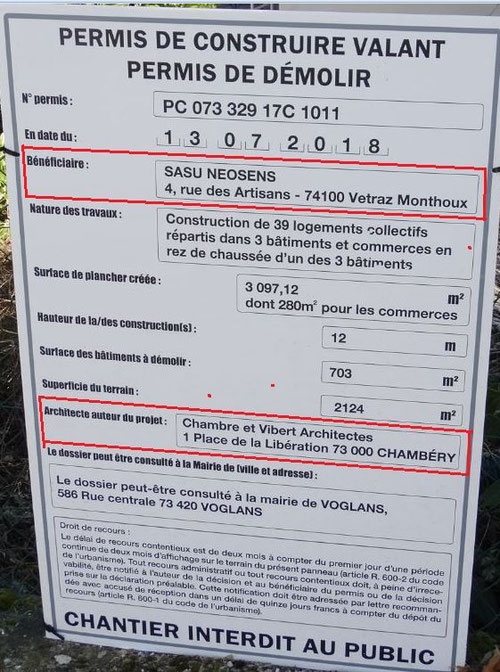 PERMIS DE CONSTRUIRE VALANT
PERMIS DE DÉMOLIR
N° permis : PC 073 329 17C 1011
En date du : 1 3 0 7 2 0 1 8
Bénéficiaire : SASU NEOSENS
4, rue des Artisans - 74100 Vetraz Monthoux
Nature des travaux : Construction de 39 logements collectifs
répartis dans 3 bâtiments et commerces en
rez de chaussée d'un des 3 bâtiments
Surface de plancher créée : 3 097,12 m²
dont 280m² pour les commerces
Hauteur de la/des construction(s) : 12 m
Surface des bâtiments à démolir : 703 m²
Superficie du terrain : 2124 m²
Architecte auteur du projet : Chambre et Vibert Architectes
1 Place de la Libération 73 000 CHAMBÉRY
Le dossier peut être consulté à la Mairie de (ville et adresse) :
Le dossier peut-être consulté à la mairie de VOGLANS,
586 Rue centrale 73 420 VOGLANS
Droit de recours :
Le délai de recours contentieux est de deux mois à compter du premier jour d'une période
continue de deux mois d'affichage sur le terrain du présent panneau (article R. 600-2 du code
de l'urbanisme). Tout recours administratif ou tout recours contentieux doit, à peine d'irrece-
vabilité, être notifié à l'auteur de la décision et au bénéficiaire du permis ou de la décision
prise sur la déclaration préalable. Cette notification doit être adressée par lettre recomman-
dée avec accusé de réception dans un délai de quinze jours francs à compter du dépôt du
recours (article R. 600-1 du code de l'urbanisme).
CHANTIER INTERDIT AU PUBLIC